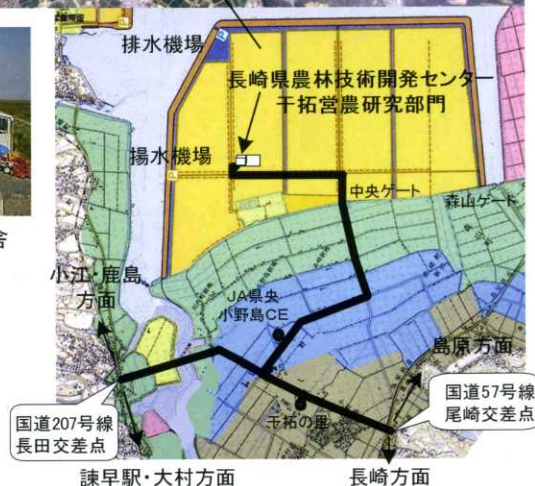 排水機場
長崎県農林技術開発センター
干拓営農研究部門
揚水機場
中央ゲート
森山ゲート
舎
小江・鹿島
方面
JA県央
小野島CE
島原方面
国道207号線
長田交差点
干拓の里
国道57号線
尾崎交差点
諫早駅・大村方面
長崎方面